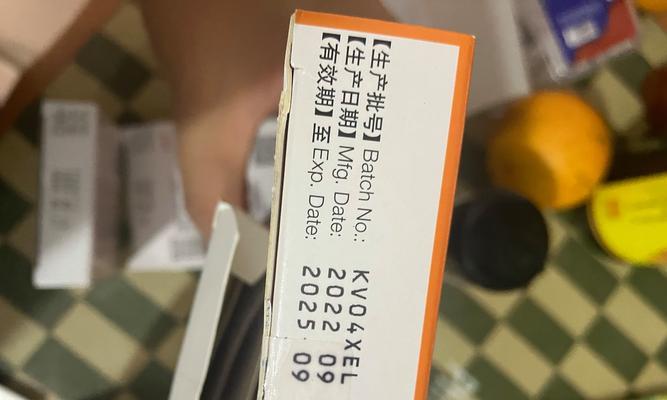 【生产批号】Batch No.: KV04XEL
【生产日期】Mfg. Date: 2022 09
【有效期】至 Exp. Date: 2025 09